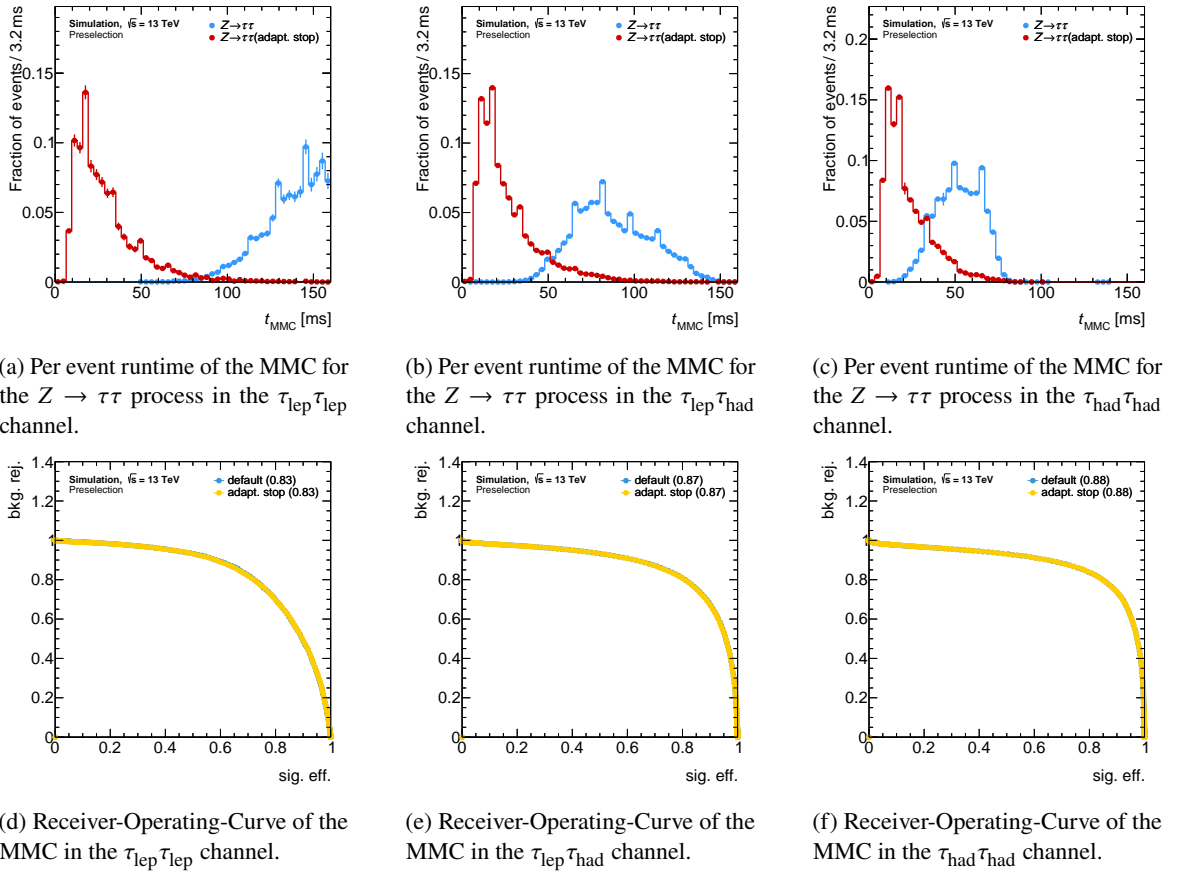 Fraction of events/ 3.2 ms
Simulation, √s = 13 TeV
Preselection
Z→ττ
Z→ττ(adapt. stop)
0.15
0.1
0.05
0
0 50 100 150
t_MMC [ms]
Fraction of events/ 3.2 ms
Simulation, √s = 13 TeV
Preselection
Z→ττ
Z→ττ(adapt. stop)
0.15
0.1
0.05
0
0 50 100 150
t_MMC [ms]
Fraction of events/ 3.2 ms
Simulation, √s = 13 TeV
Preselection
Z→ττ
Z→ττ(adapt. stop)
0.2
0.15
0.1
0.05
0
0 50 100 150
t_MMC [ms]
(a) Per event runtime of the MMC for
the Z → ττ process in the τ_lep τ_lep
channel.
(b) Per event runtime of the MMC for
the Z → ττ process in the τ_lep τ_had
channel.
(c) Per event runtime of the MMC for
the Z → ττ process in the τ_had τ_had
channel.
bkg. rej.
Simulation, √s = 13 TeV
Preselection
default (0.83)
adapt. stop (0.83)
1.4
1.2
1
0.8
0.6
0.4
0.2
0
0 0.2 0.4 0.6 0.8 1
sig. eff.
bkg. rej.
Simulation, √s = 13 TeV
Preselection
default (0.87)
adapt. stop (0.87)
1.4
1.2
1
0.8
0.6
0.4
0.2
0
0 0.2 0.4 0.6 0.8 1
sig. eff.
bkg. rej.
Simulation, √s = 13 TeV
Preselection
default (0.88)
adapt. stop (0.88)
1.4
1.2
1
0.8
0.6
0.4
0.2
0
0 0.2 0.4 0.6 0.8 1
sig. eff.
(d) Receiver-Operating-Curve of the
MMC in the τ_lep τ_lep channel.
(e) Receiver-Operating-Curve of the
MMC in the τ_lep τ_had channel.
(f) Receiver-Operating-Curve of the
MMC in the τ_had τ_had channel.